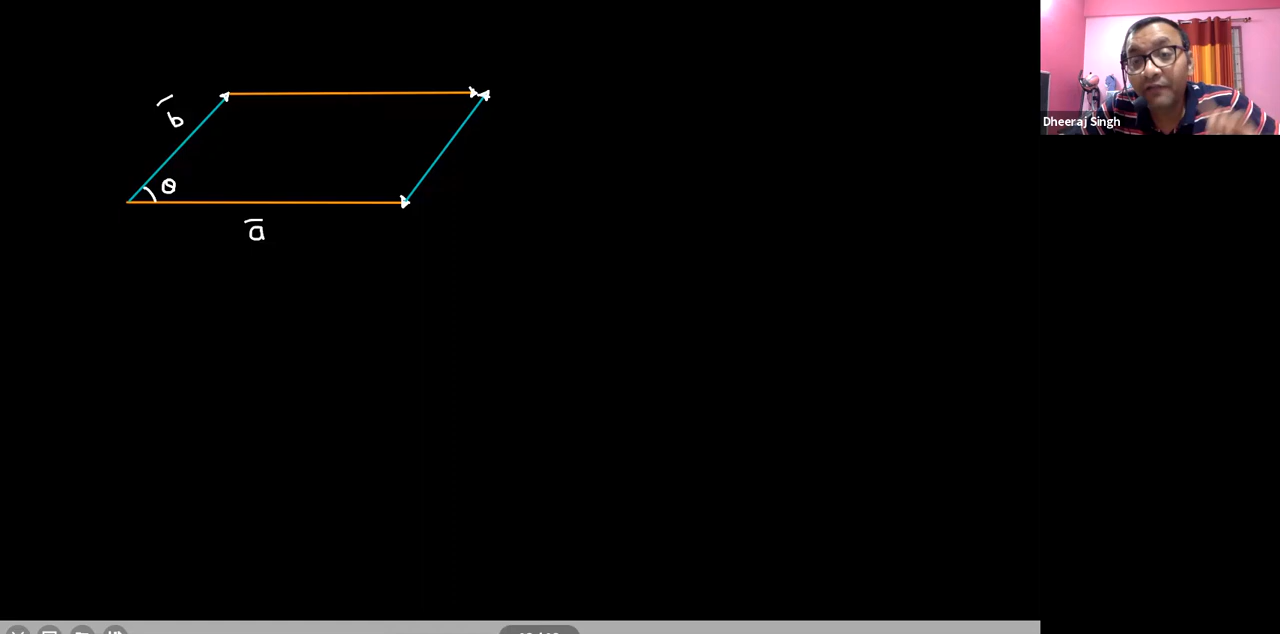 b̄
θ
ā
Dheeraj Singh